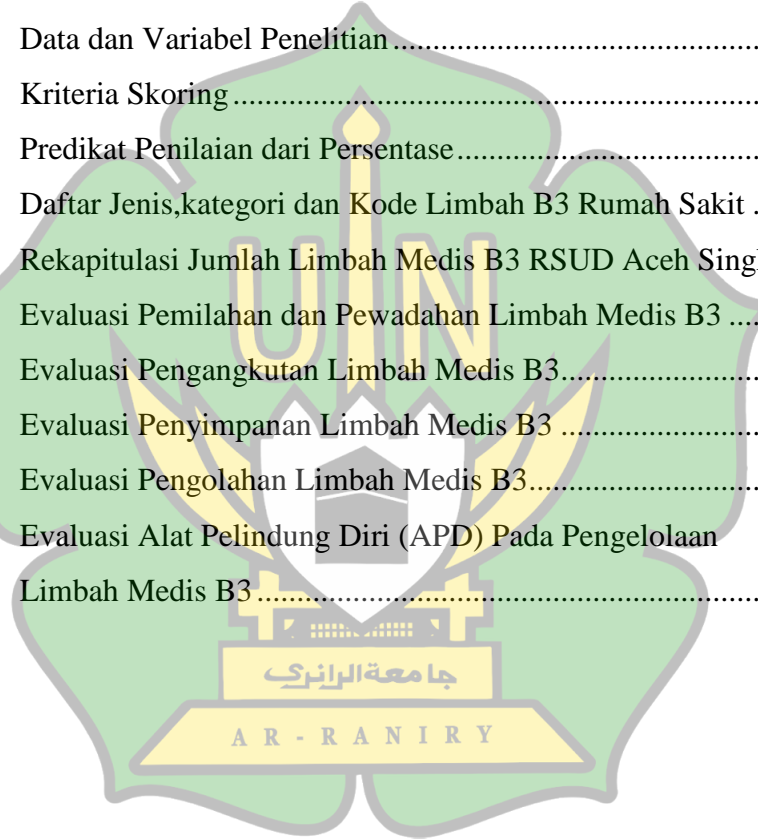 Data dan Variabel Penelitian ................................................
Kriteria Skoring ....................................................................
Predikat Penilaian dari Persentase .......................................
Daftar Jenis,kategori dan Kode Limbah B3 Rumah Sakit .
Rekapitulasi Jumlah Limbah Medis B3 RSUD Aceh
Evaluasi Pemilahan dan Pewadahan Limbah Medis B3 ....
Evaluasi Pengangkutan Limbah Medis B3 .........................
Evaluasi Penyimpanan Limbah Medis B3 ..........................
Evaluasi Pengolahan Limbah Medis B3 ..............................
Evaluasi Alat Pelindung Diri (APD) Pada Pengelolaan
Limbah Medis B3 .................................................................
UIN
جامعةالرانري
AR-RANIRY